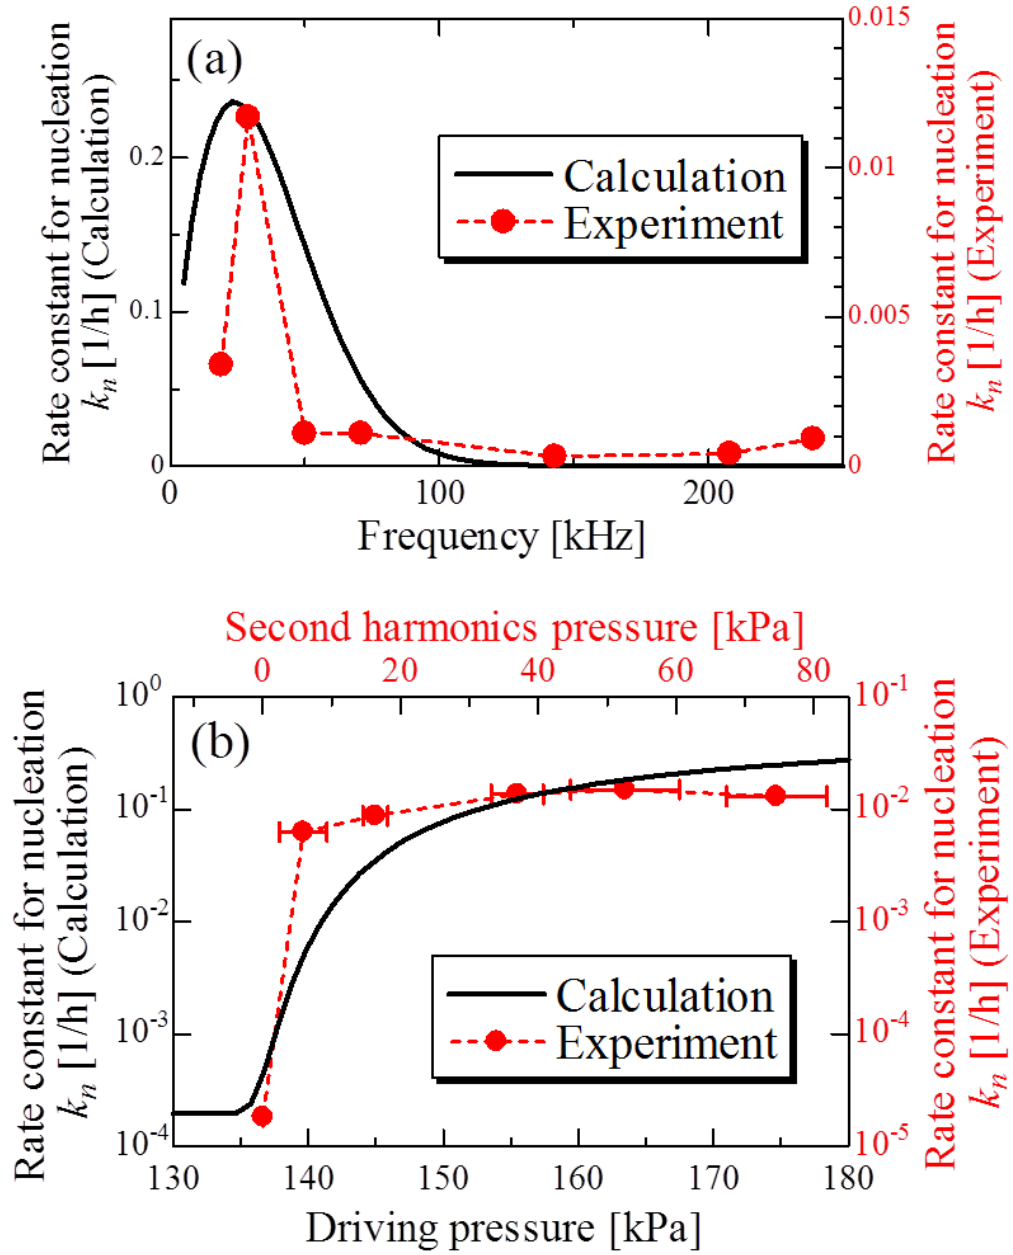 (a)
Rate constant for nucleation
kₙ [1/h] (Calculation)
0.2
0.1
0
0.015
0.01
0.005
0
Rate constant for nucleation
kₙ [1/h] (Experiment)
Calculation
Experiment
0 100 200
Frequency [kHz]
Second harmonics pressure [kPa]
0 20 40 60 80
(b)
Rate constant for nucleation
kₙ [1/h] (Calculation)
10⁰
10⁻¹
10⁻²
10⁻³
10⁻⁴
10⁻¹
10⁻²
10⁻³
10⁻⁴
10⁻⁵
Rate constant for nucleation
kₙ [1/h] (Experiment)
Calculation
Experiment
130 140 150 160 170 180
Driving pressure [kPa]